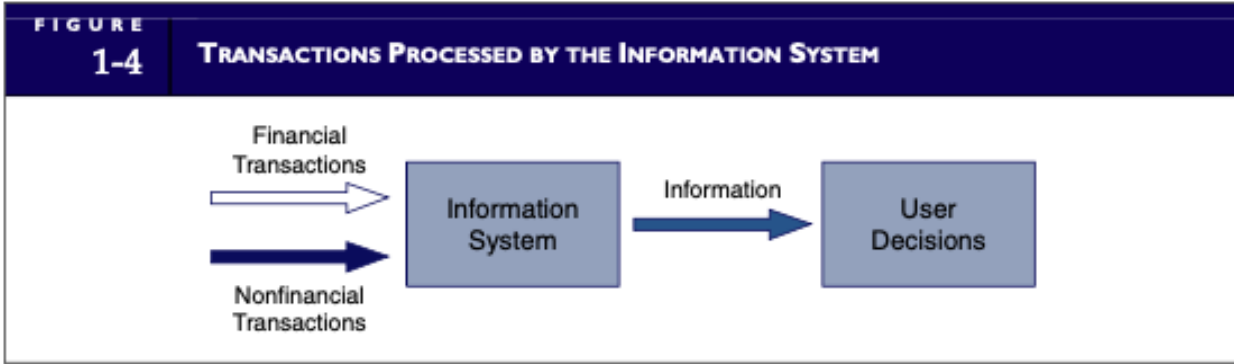 FIGURE
1-4
TRANSACTIONS PROCESSED BY THE INFORMATION SYSTEM
Financial
Transactions
Information
System
Information
User
Decisions
Nonfinancial
Transactions